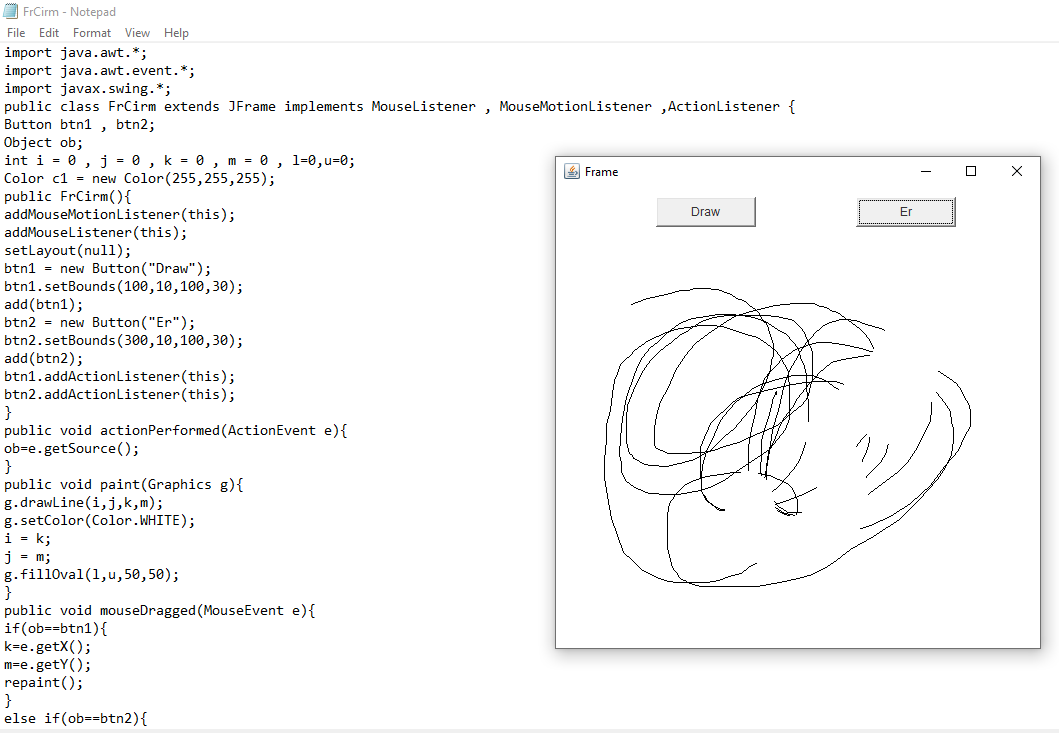 FrCirm - Notepad
File Edit Format View Help
import java.awt.*;
import java.awt.event.*;
import javax.swing.*;
public class FrCirm extends JFrame implements MouseListener , MouseMotionListener ,ActionListener {
Button btn1 , btn2;
Object ob;
int i = 0 , j = 0 , k = 0 , m = 0 , l=0,u=0;
Color c1 = new Color(255,255,255);
public FrCirm(){
addMouseMotionListener(this);
addMouseListener(this);
setLayout(null);
btn1 = new Button("Draw");
btn1.setBounds(100,10,100,30);
add(btn1);
btn2 = new Button("Er");
btn2.setBounds(300,10,100,30);
add(btn2);
btn1.addActionListener(this);
btn2.addActionListener(this);
}
public void actionPerformed(ActionEvent e){
ob=e.getSource();
}
public void paint(Graphics g){
g.drawLine(i,j,k,m);
g.setColor(Color.WHITE);
i = k;
j = m;
g.fillOval(l,u,50,50);
}
public void mouseDragged(MouseEvent e){
if(ob==btn1){
k=e.getX();
m=e.getY();
repaint();
}
else if(ob==btn2){
Frame
Draw Er